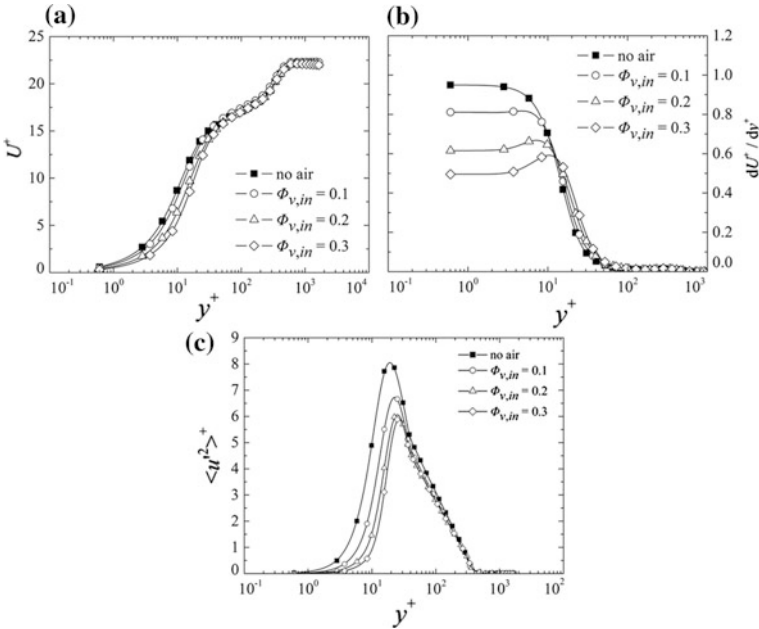 (a)
25
20
15
10
5
0
U⁺
no air
Φᵥ,ᵢₙ = 0.1
Φᵥ,ᵢₙ = 0.2
Φᵥ,ᵢₙ = 0.3
10⁻¹ 10⁰ 10¹ 10² 10³ 10⁴
y⁺
(b)
no air
Φᵥ,ᵢₙ = 0.1
Φᵥ,ᵢₙ = 0.2
Φᵥ,ᵢₙ = 0.3
1.0
0.8
0.6
0.4
0.2
0.0
dU⁺ / dv⁺
10⁻¹ 10⁰ 10¹ 10² 10³
y⁺
(c)
9
8
7
6
5
4
3
2
1
0
<u'²>⁺
no air
Φᵥ,ᵢₙ = 0.1
Φᵥ,ᵢₙ = 0.2
Φᵥ,ᵢₙ = 0.3
10⁻¹ 10⁰ 10¹ 10² 10³ 10²
y⁺